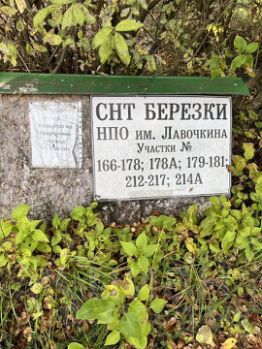 СНТ БЕРЕЗКИ
НПО им. ЛАВОЧКИНА
УЧАСТКИ №
166-178; 178А; 179-181;
212-217; 214А